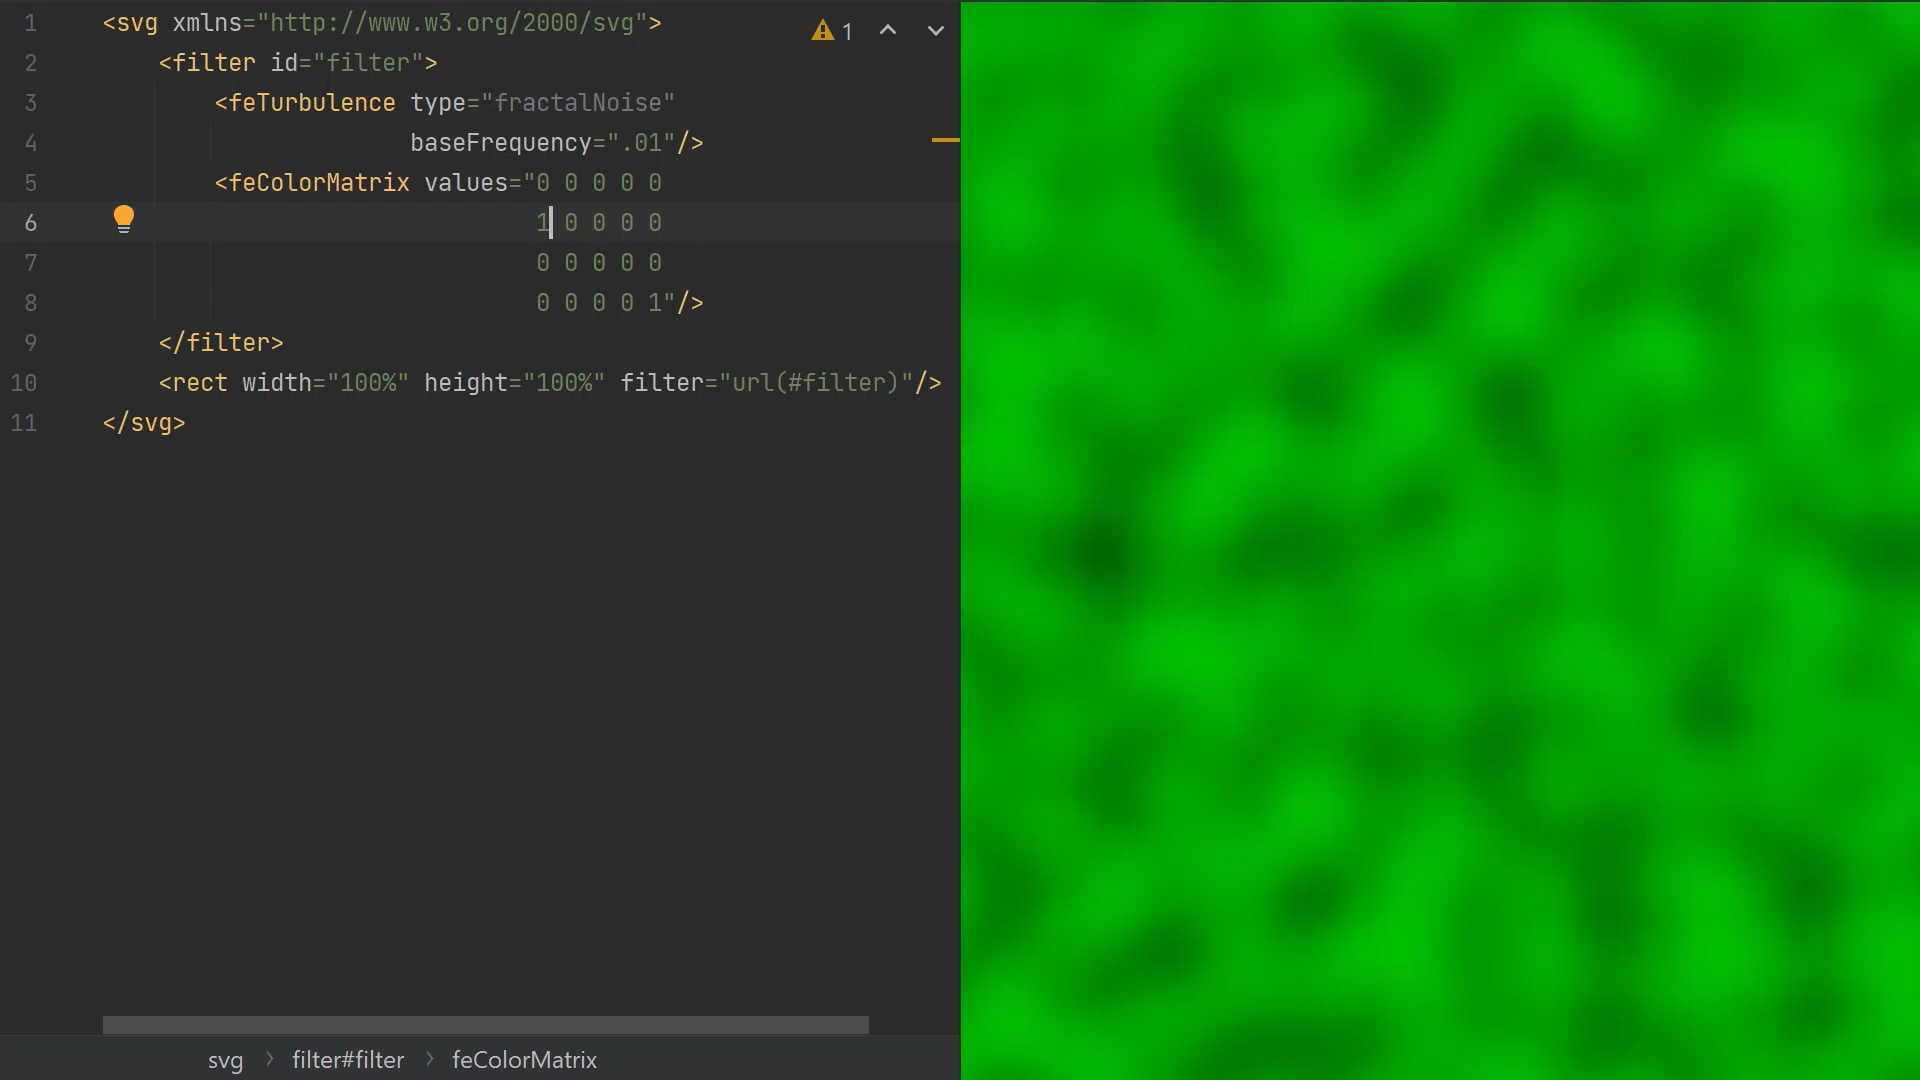 1 <svg xmlns="http://www.w3.org/2000/svg">
2 <filter id="filter">
3 <feTurbulence type="fractalNoise"
4 baseFrequency=".01"/>
5 <feColorMatrix values="0 0 0 0 0
6 1 0 0 0 0
7 0 0 0 0 0
8 0 0 0 0 1"/>
9 </filter>
10 <rect width="100%" height="100%" filter="url(#filter)"/>
11 </svg>
1
svg > filter#filter > feColorMatrix